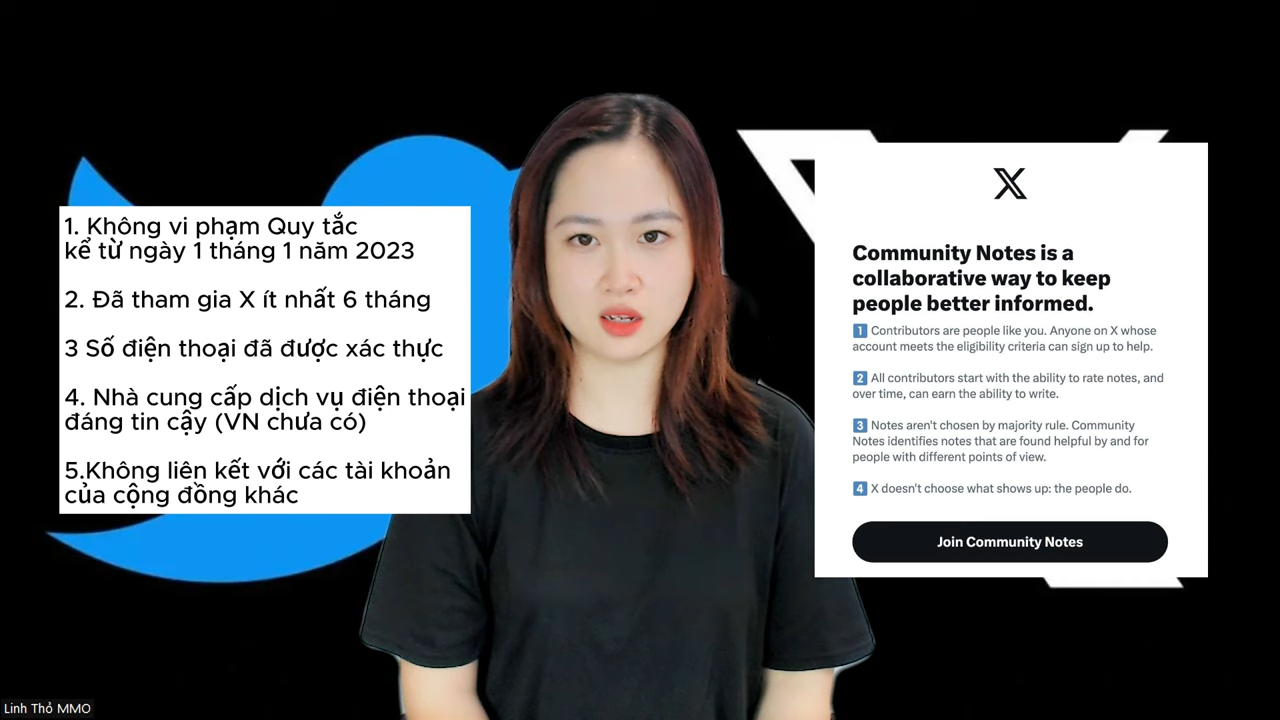 1. Không vi phạm Quy tắc
kể từ ngày 1 tháng 1 năm 2023
2. Đã tham gia X ít nhất 6 tháng
3 Số điện thoại đã được xác thực
4. Nhà cung cấp dịch vụ điện thoại
đáng tin cậy (VN chưa có)
5.Không liên kết với các tài khoản
của cộng đồng khác
X
Community Notes is a
collaborative way to keep
people better informed.
1 Contributors are people like you. Anyone on X whose
account meets the eligibility criteria can sign up to help.
2 All contributors start with the ability to rate notes, and
over time, can earn the ability to write.
3 Notes aren't chosen by majority rule. Community
Notes identifies notes that are found helpful by and for
people with different points of view.
4 X doesn't choose what shows up: the people do.
Join Community Notes
Linh Thỏ MMO